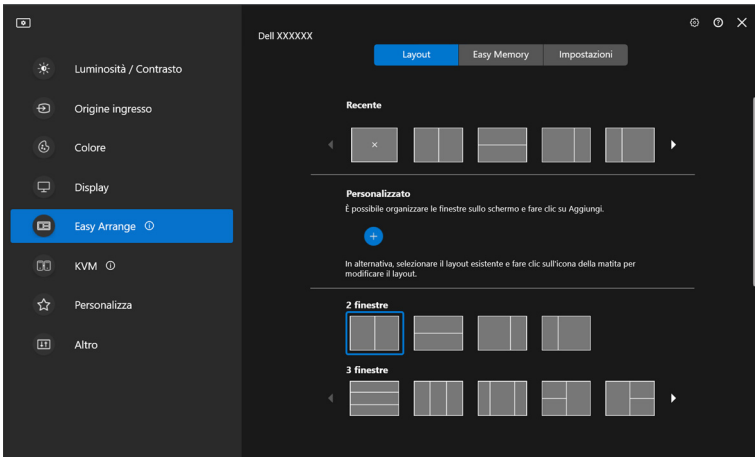 Dell XXXXXX
Luminosità / Contrasto
Origine ingresso
Colore
Display
Easy Arrange
KVM
Personalizza
Altro
Layout
Easy Memory
Impostazioni
Recente
Personalizzato
È possibile organizzare le finestre sullo schermo e fare clic su Aggiungi.
In alternativa, selezionare il layout esistente e fare clic sull'icona della matita per
modificare il layout.
2 finestre
3 finestre